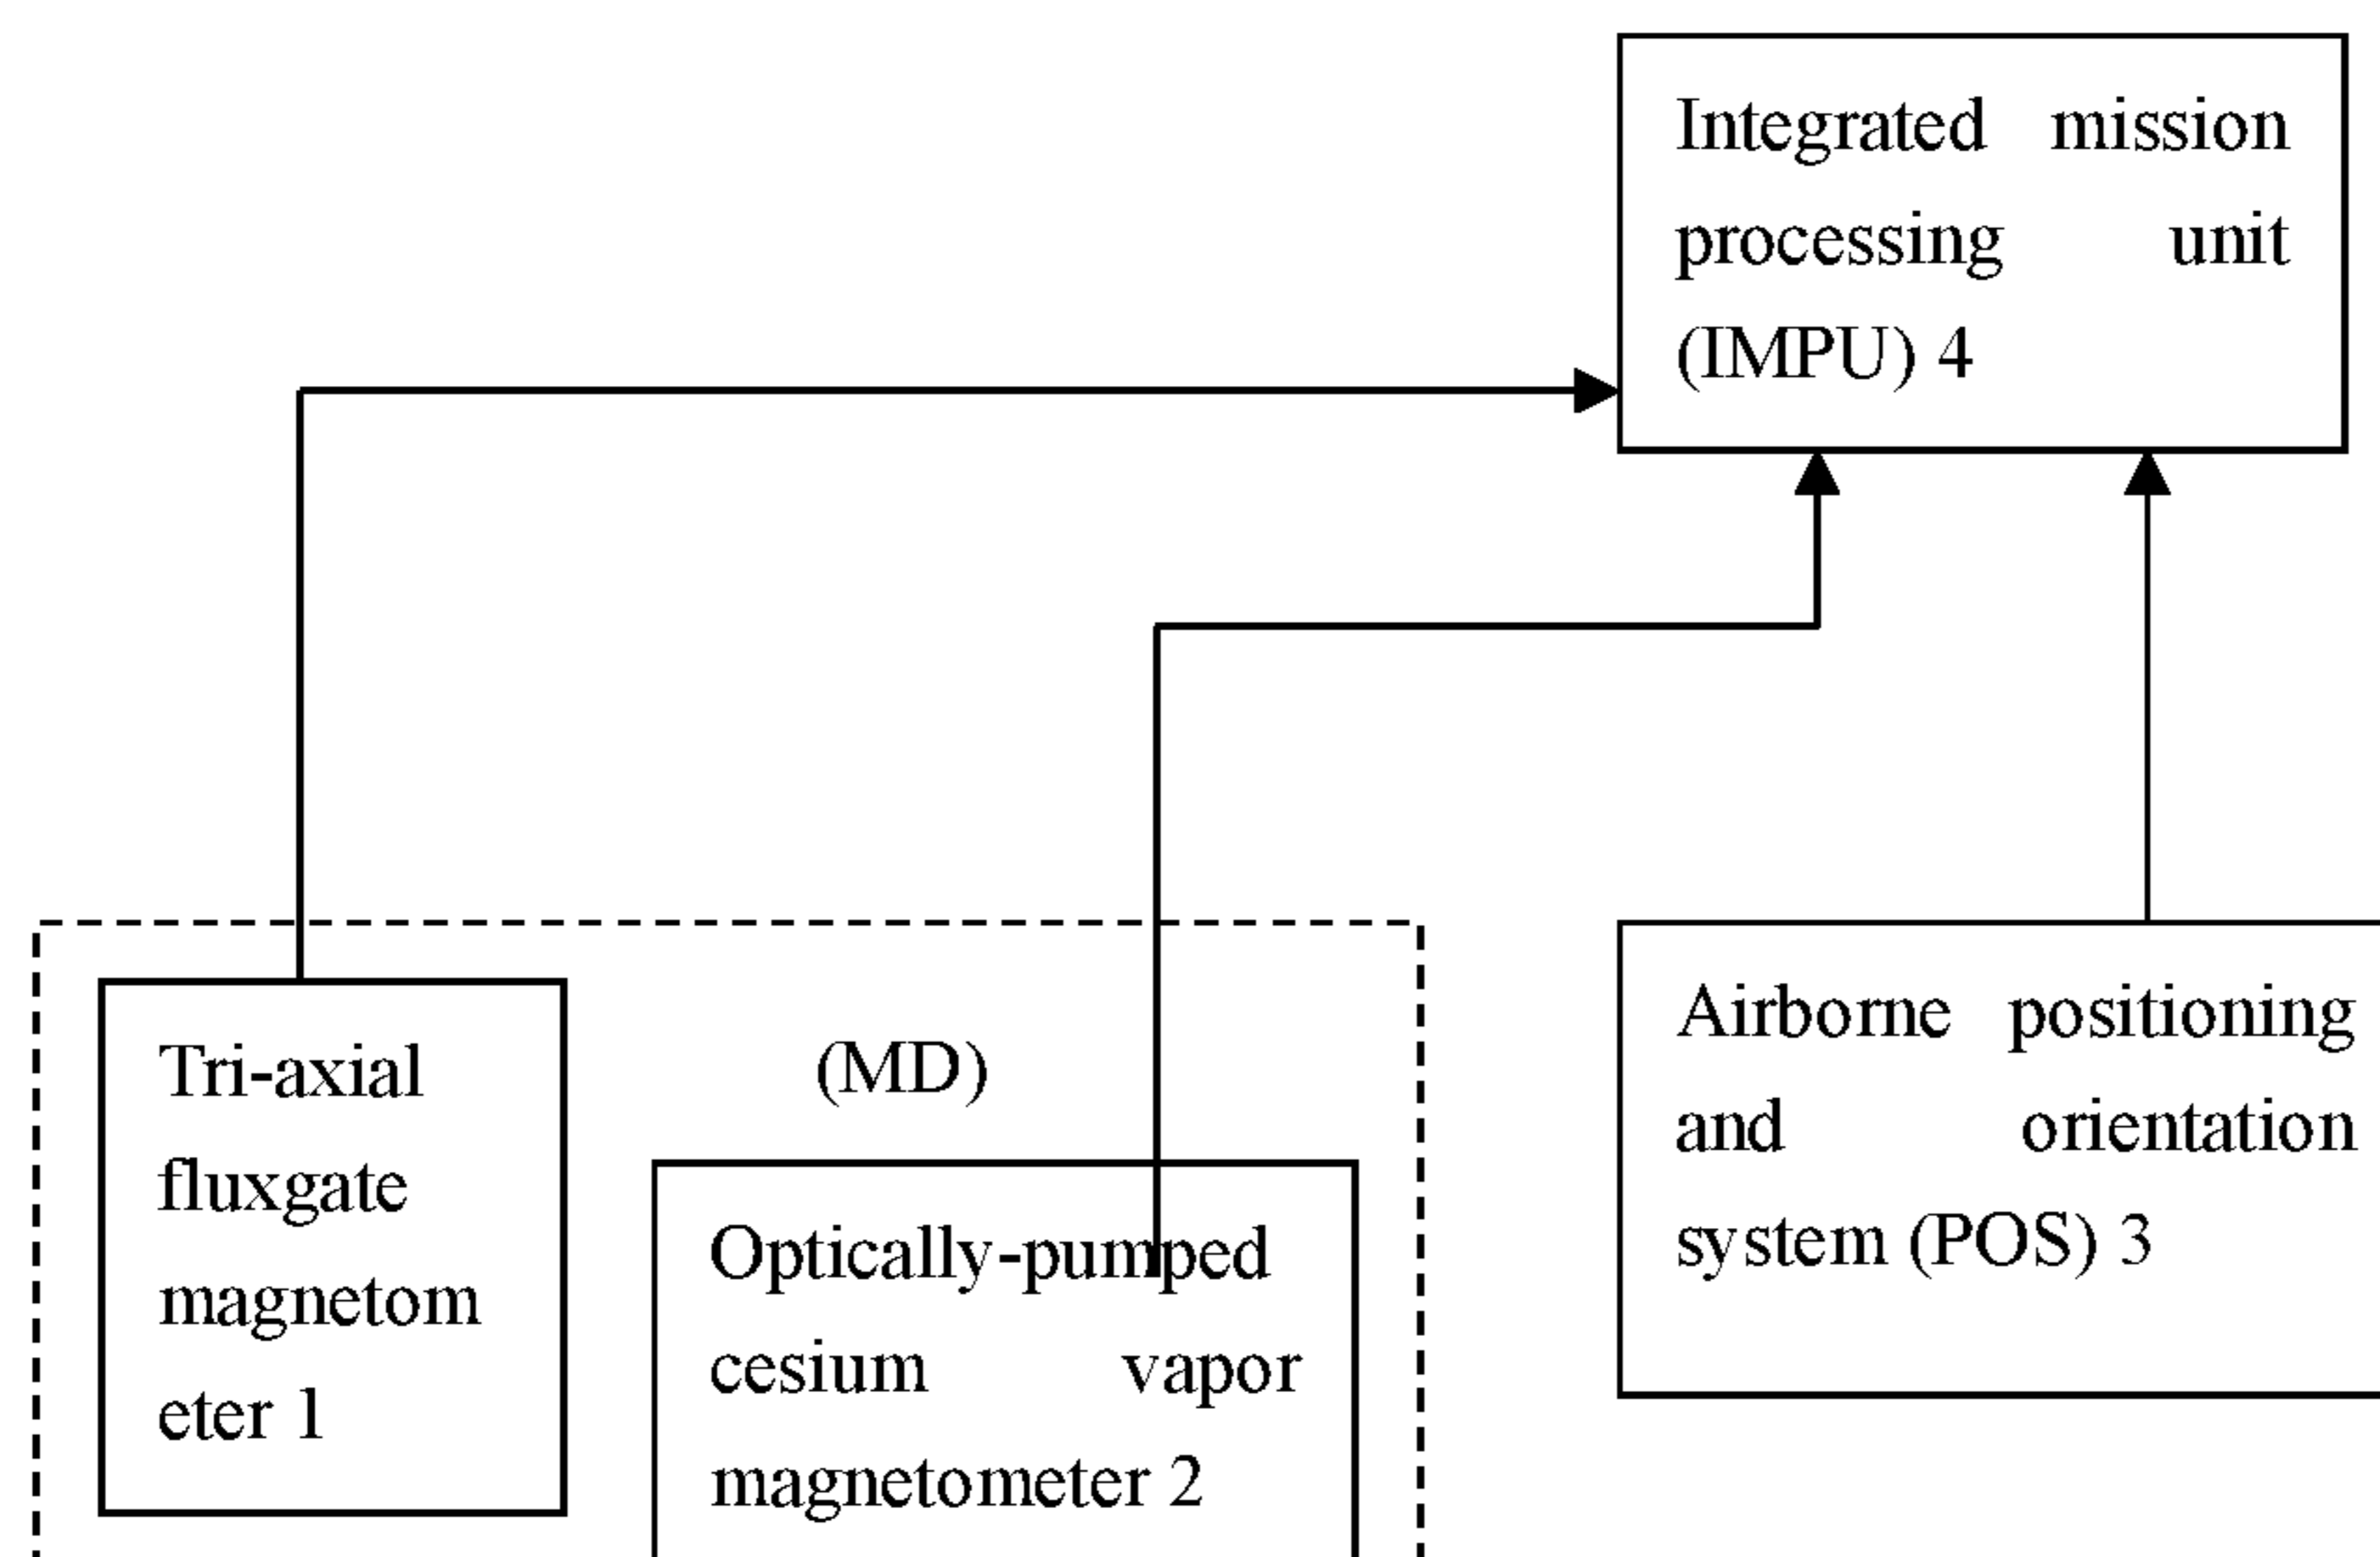 Integrated mission
processing unit
(IMPU) 4
Tri-axial
fluxgate
magnetom
eter 1
(MD)
Optically-pumped
cesium vapor
magnetometer 2
Airborne positioning
and orientation
system (POS) 3